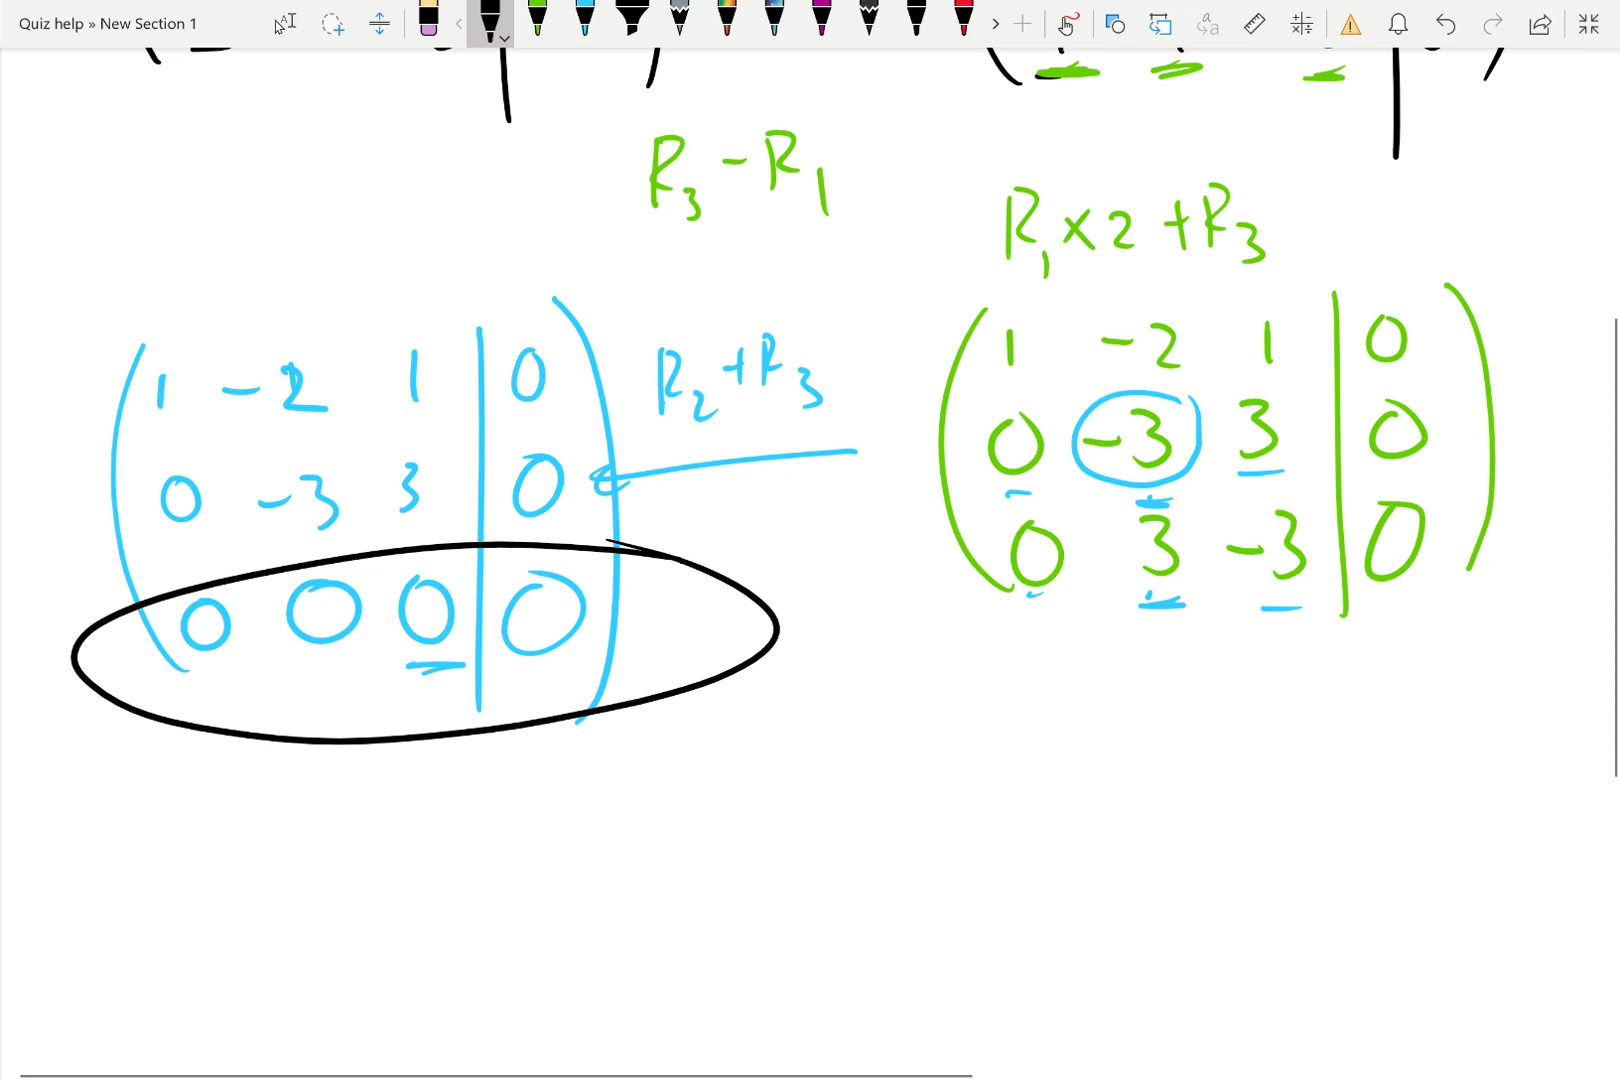 Quiz help » New Section 1
R3 - R1
R1 × 2 + R3
1 -2 1 | 0
0 -3 3 | 0
0 0 0 | 0
R2 + R3
1 -2 1 | 0
0 -3 3 | 0
0 3 -3 | 0